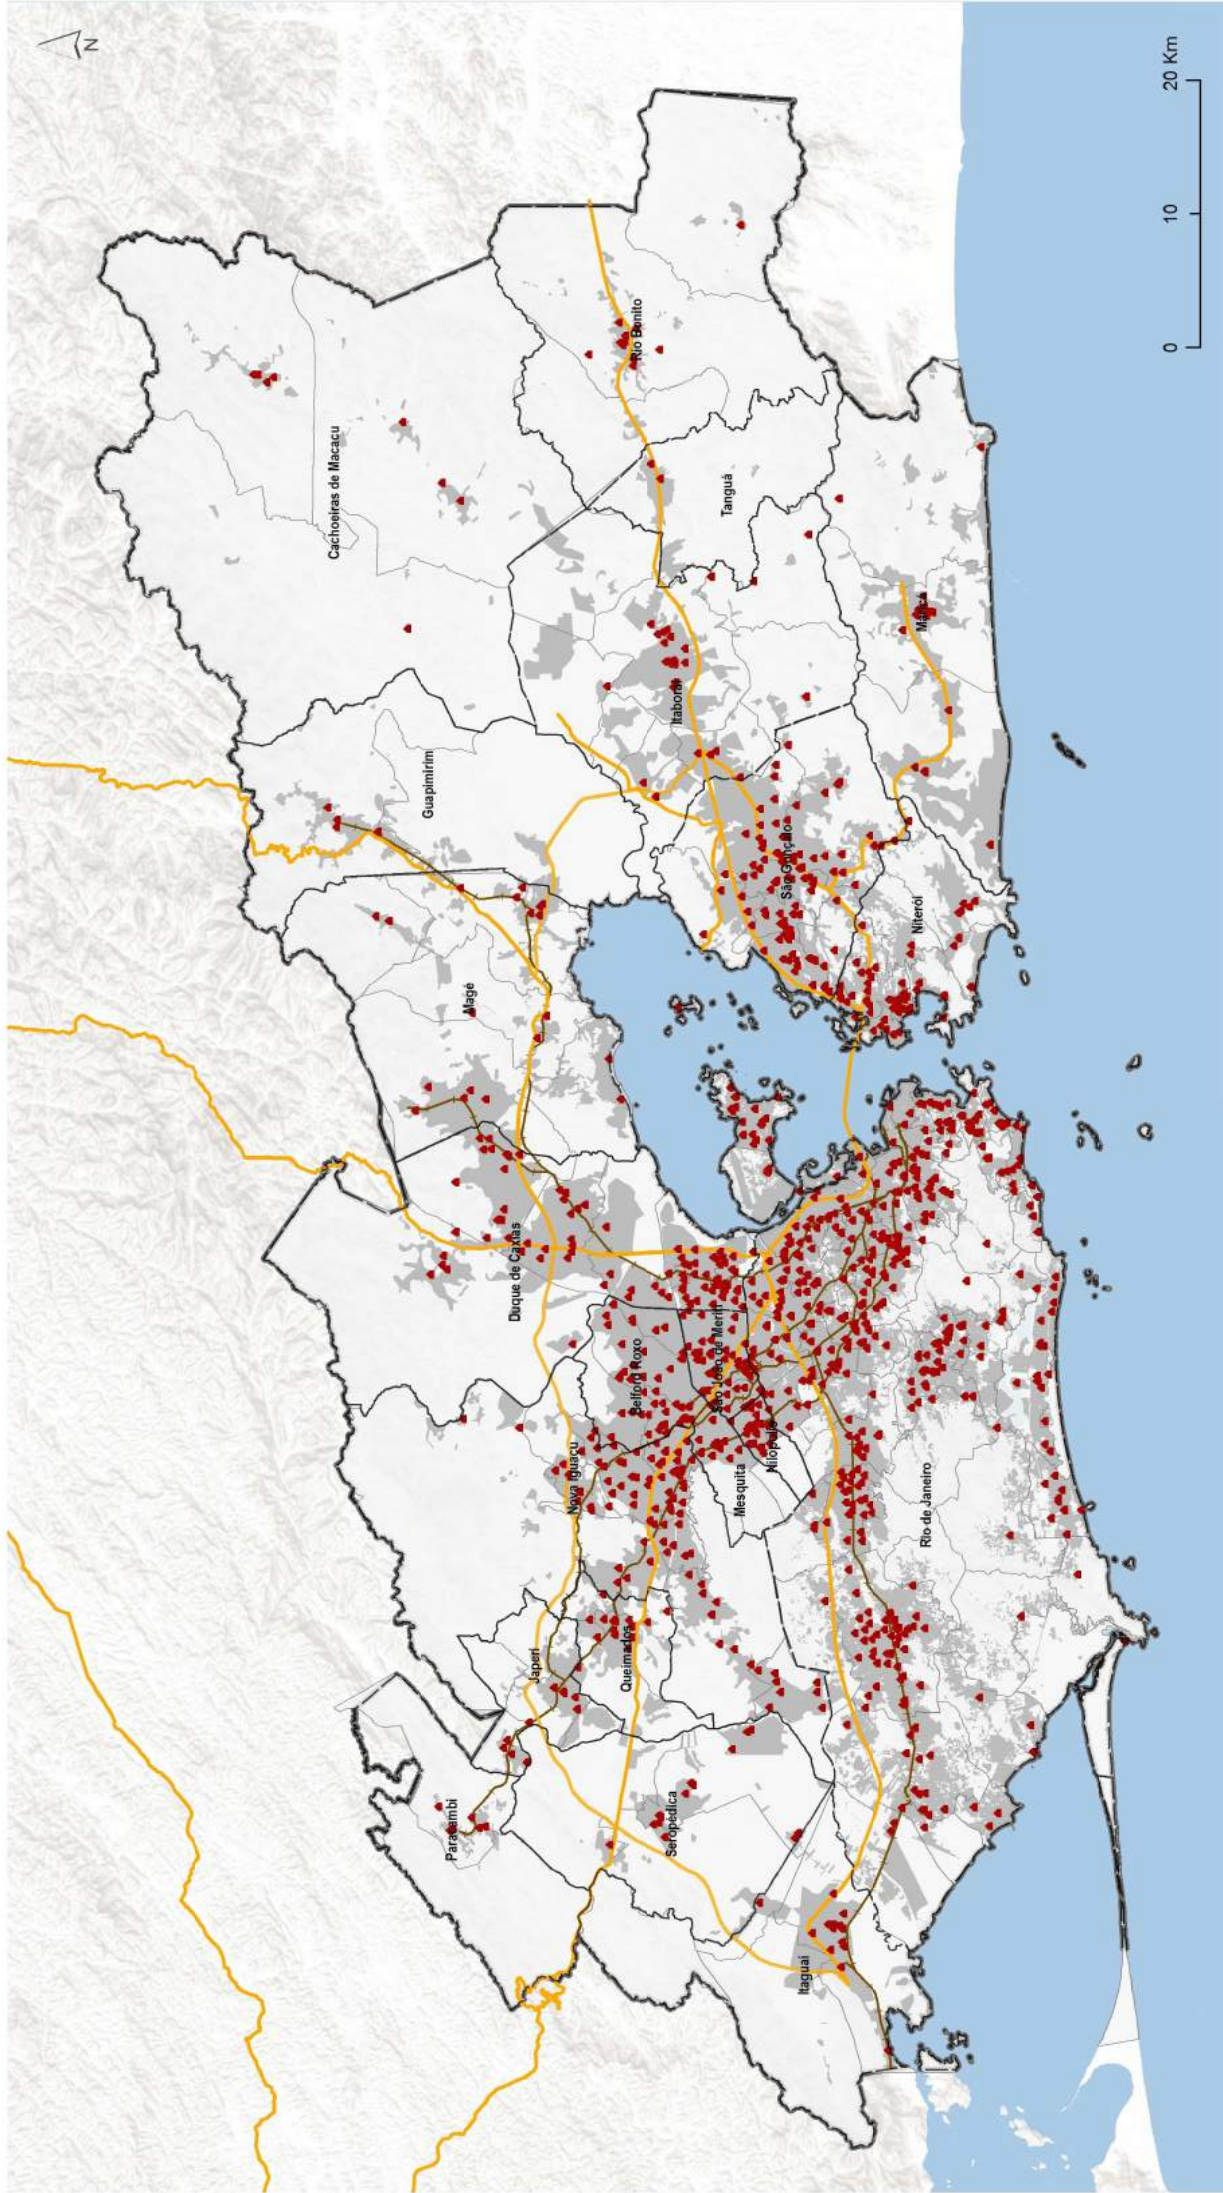 N
Cachoeiras de Macacu
Rio Bonito
Guapimirim
Tanguá
Itaboraí
Maricá
Magé
São Gonçalo
Niterói
Duque de Caxias
Belford Roxo
São João de Meriti
Nova Iguaçu
Mesquita
Nilópolis
Rio de Janeiro
Japeri
Queimados
Paracambi
Seropédica
Itaguaí
0 10 20 Km